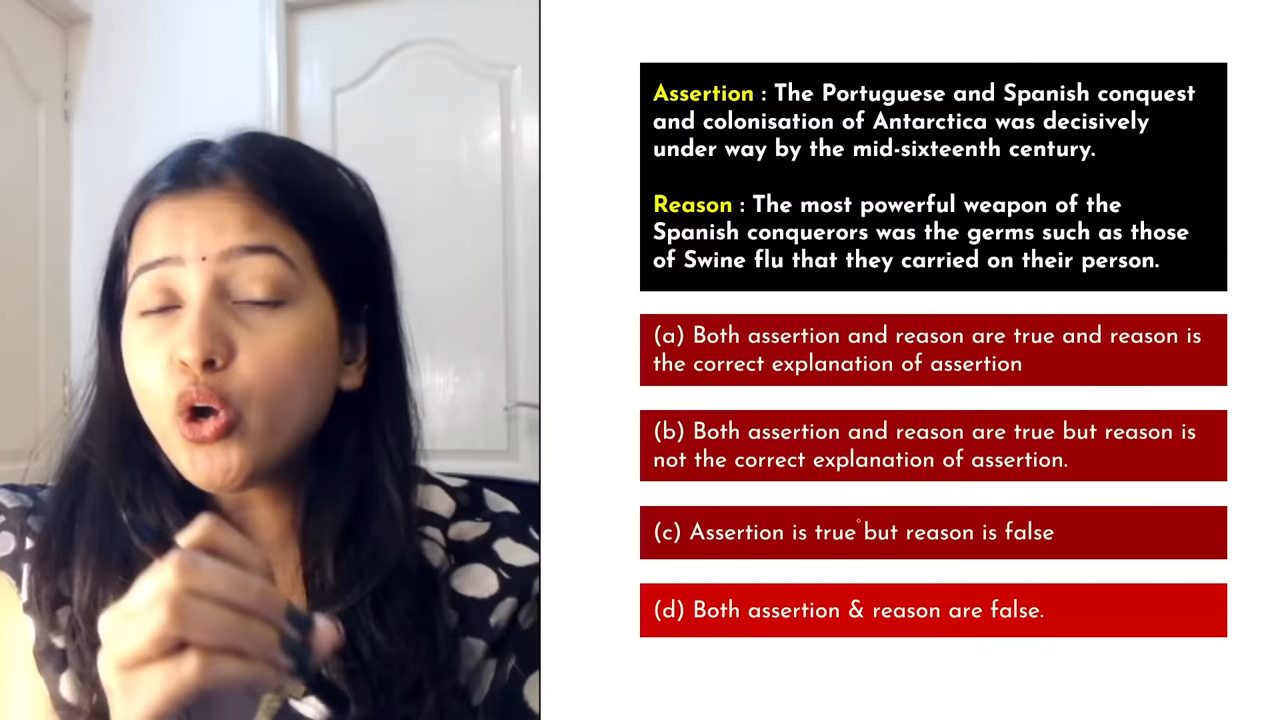 Assertion : The Portuguese and Spanish conquest
and colonisation of Antarctica was decisively
under way by the mid-sixteenth century.
Reason : The most powerful weapon of the
Spanish conquerors was the germs such as those
of Swine flu that they carried on their person.
(a) Both assertion and reason are true and reason is
the correct explanation of assertion
(b) Both assertion and reason are true but reason is
not the correct explanation of assertion.
(c) Assertion is true but reason is false
(d) Both assertion & reason are false.